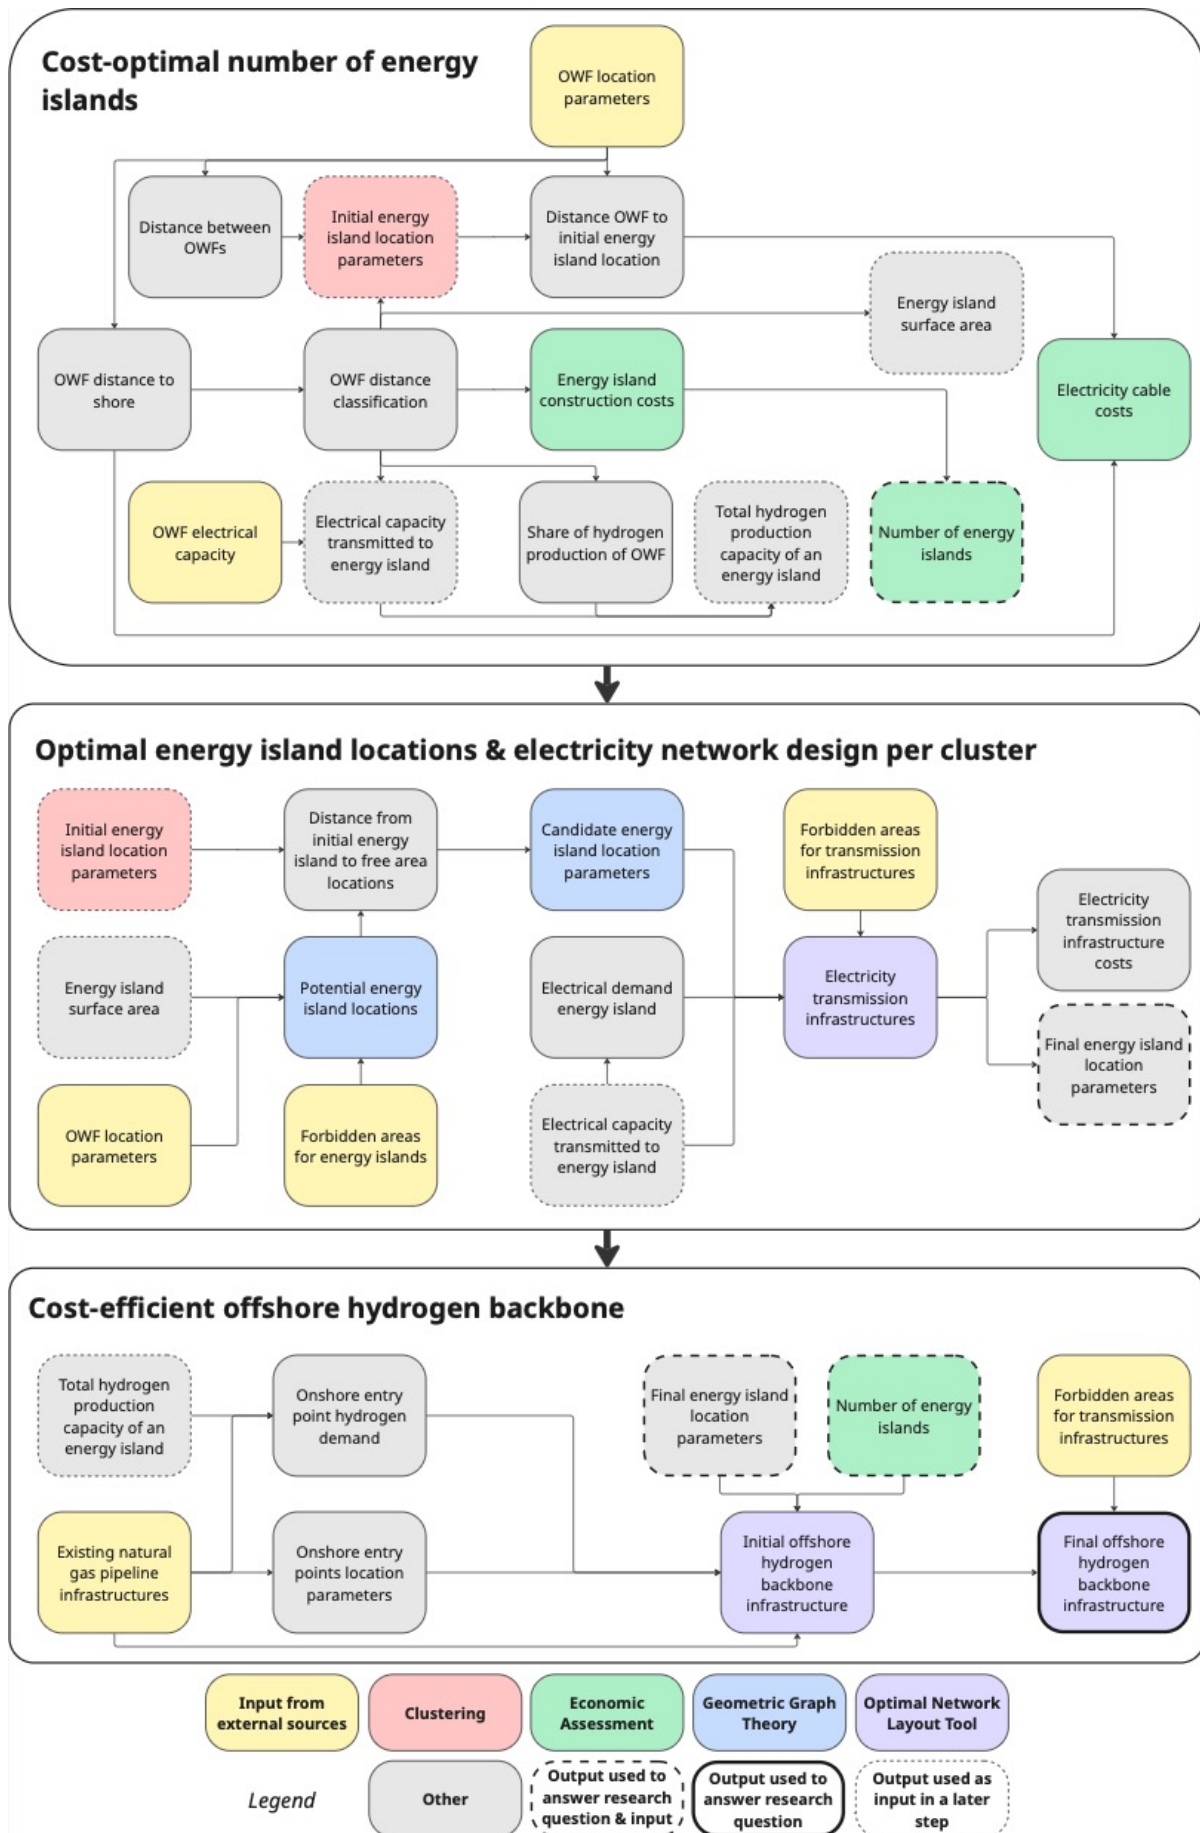 Cost-optimal number of energy
islands
OWF location
parameters
Distance between
OWFs
Initial energy
island location
parameters
Distance OWF to
initial energy
island location
Energy island
surface area
OWF distance to
shore
OWF distance
classification
Energy island
construction costs
Electricity cable
costs
OWF electrical
capacity
Electrical capacity
transmitted to
energy island
Share of hydrogen
production of OWF
Total hydrogen
production
capacity of an
energy island
Number of energy
islands
Optimal energy island locations & electricity network design per cluster
Initial energy
island location
parameters
Distance from
initial energy
island to free area
locations
Candidate energy
island location
parameters
Forbidden areas
for transmission
infrastructures
Electricity
transmission
infrastructure
costs
Energy island
surface area
Potential energy
island locations
Electrical demand
energy island
Electricity
transmission
infrastructures
Final energy island
location
parameters
OWF location
parameters
Forbidden areas
for energy islands
Electrical capacity
transmitted to
energy island
Cost-efficient offshore hydrogen backbone
Total hydrogen
production
capacity of an
energy island
Onshore entry
point hydrogen
demand
Final energy island
location
parameters
Number of energy
islands
Forbidden areas
for transmission
infrastructures
Existing natural
gas pipeline
infrastructures
Onshore entry
points location
parameters
Initial offshore
hydrogen
backbone
infrastructure
Final offshore
hydrogen
backbone
infrastructure
Input from
external sources
Clustering
Economic
Assessment
Geometric Graph
Theory
Optimal Network
Layout Tool
Legend
Other
Output used to
answer research
question & input
Output used to
answer research
question
Output used as
input in a later
step